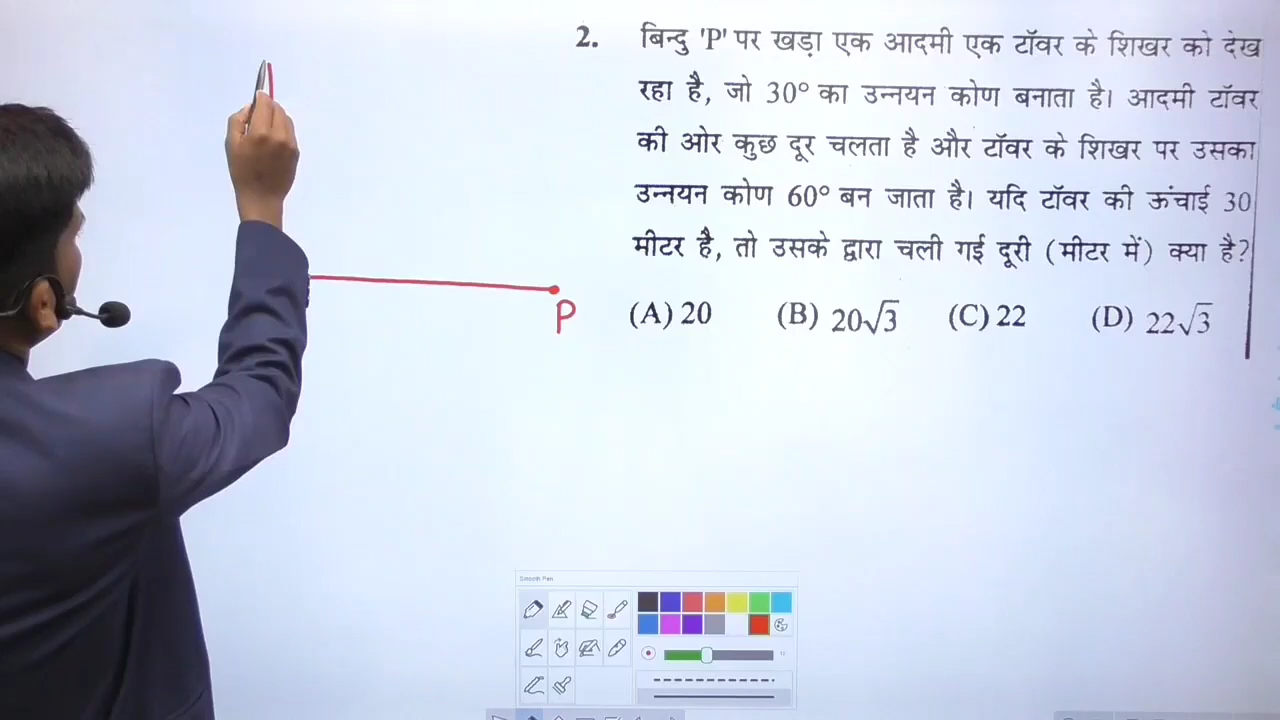 2. बिन्दु 'P' पर खड़ा एक आदमी एक टॉवर के शिखर को देख
रहा है, जो 30° का उन्नयन कोण बनाता है। आदमी टॉवर
की ओर कुछ दूर चलता है और टॉवर के शिखर पर उसका
उन्नयन कोण 60° बन जाता है। यदि टॉवर की ऊंचाई 30
मीटर है, तो उसके द्वारा चली गई दूरी (मीटर में) क्या है?
(A) 20 (B) 20√3 (C) 22 (D) 22√3
P
Smooth Pen